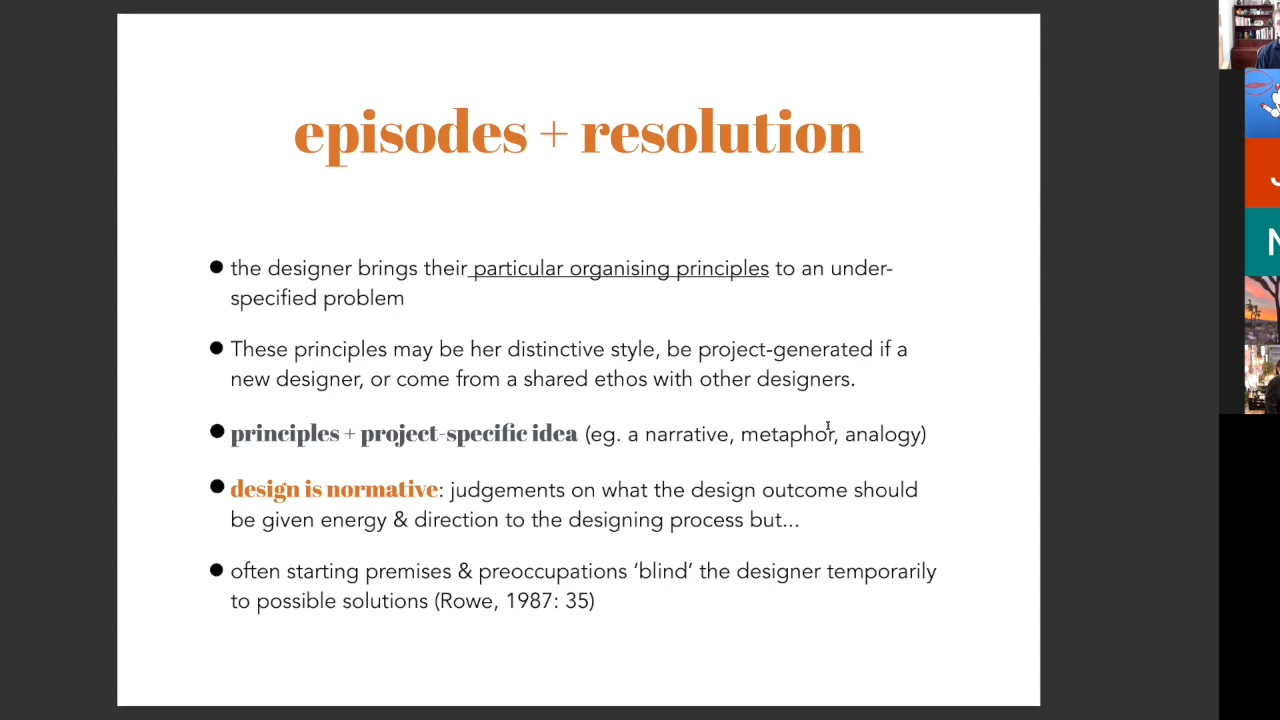 episodes + resolution
● the designer brings their particular organising principles to an under-
specified problem
● These principles may be her distinctive style, be project-generated if a
new designer, or come from a shared ethos with other designers.
● principles + project-specific idea (eg. a narrative, metaphor, analogy)
● design is normative: judgements on what the design outcome should
be given energy & direction to the designing process but...
● often starting premises & preoccupations ‘blind’ the designer temporarily
to possible solutions (Rowe, 1987: 35)